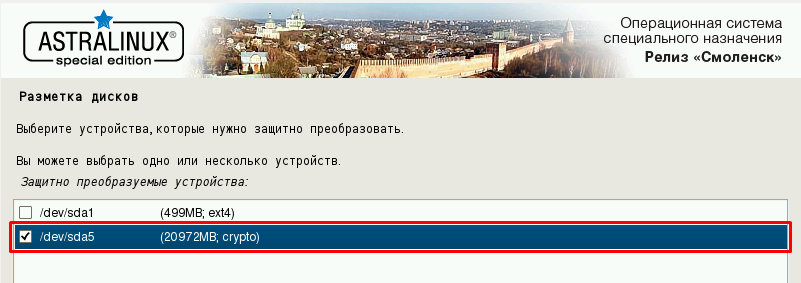 ASTRALINUX®
special edition
Операционная система
специального назначения
Релиз «Смоленск»
Разметка дисков
Выберите устройства, которые нужно защитно преобразовать.
Вы можете выбрать одно или несколько устройств.
Защитно преобразуемые устройства:
/dev/sda1 (499MB; ext4)
/dev/sda5 (20972MB; crypto)